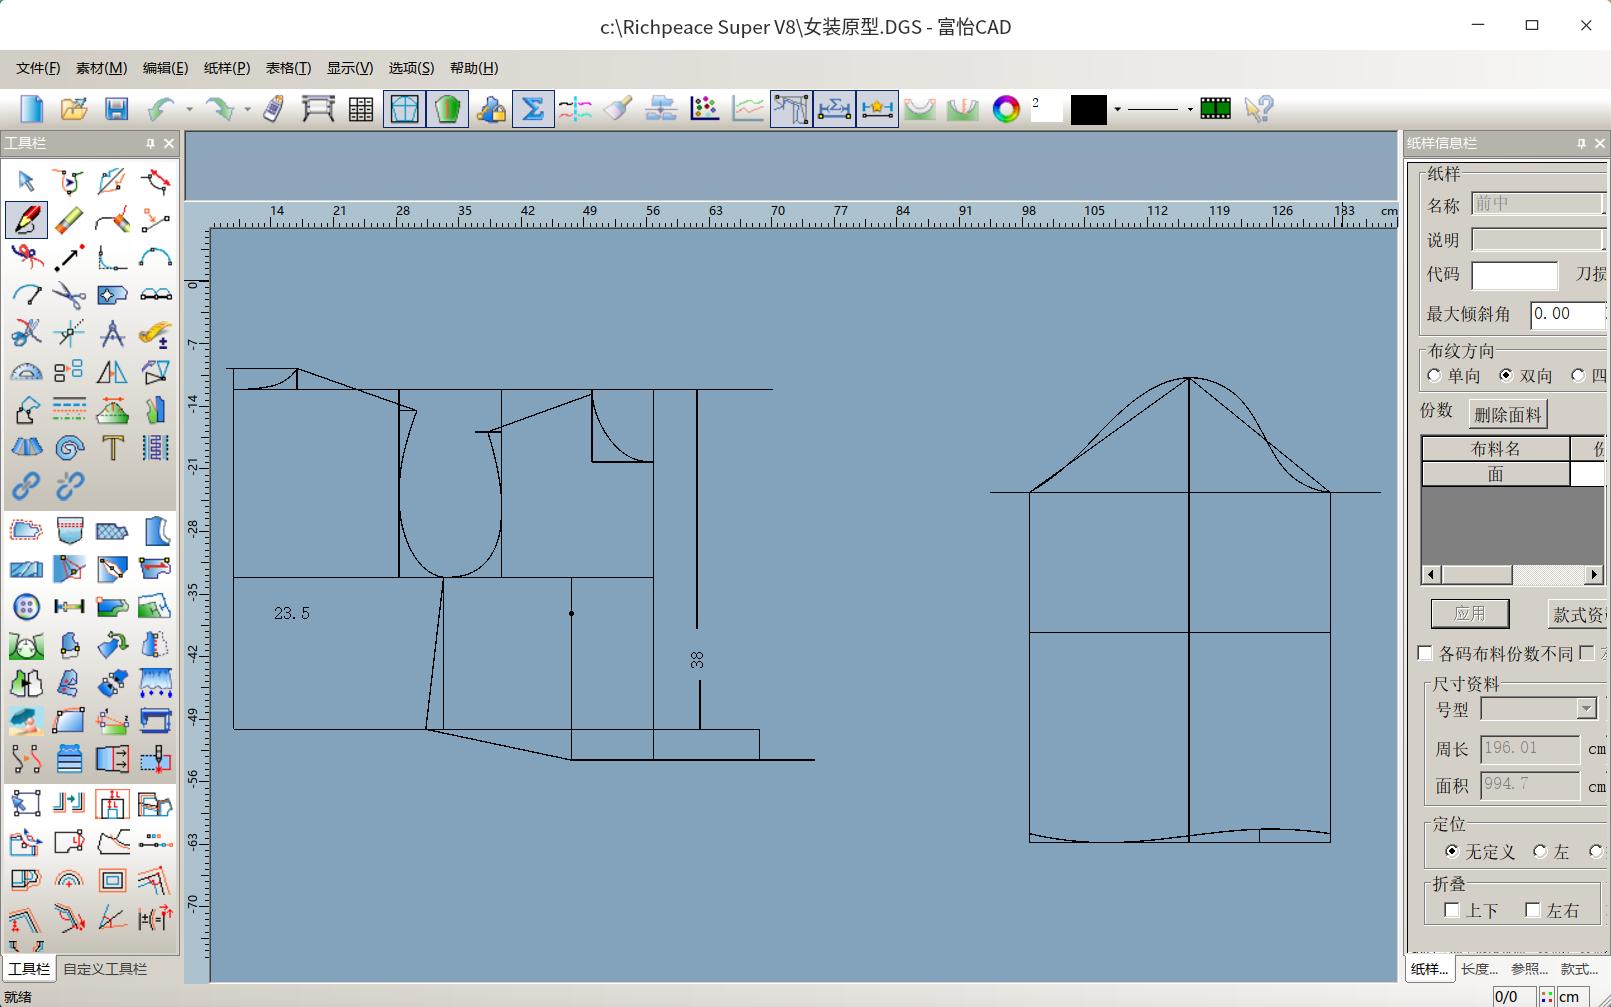 c:\Richpeace Super V8\女装原型.DGS - 富怡CAD
文件(F) 素材(M) 编辑(E) 纸样(P) 表格(T) 显示(V) 选项(S) 帮助(H)
2
工具栏
纸样信息栏
14 21 28 35 42 49 56 63 70 77 84 91 98 105 112 119 126 133 cm
0
-7
-14
-21
-28
-35
-42
-49
-56
-63
-70
23.5
38
纸样
名称 前中
说明
代码 刀损
最大倾斜角 0.00
布纹方向
单向 双向 四
份数 删除面料
布料名 份
面
应用 款式资
各码布料份数不同
尺寸资料
号型
周长 196.01 cm
面积 994.7 cm
定位
无定义 左
折叠
上下 左右
工具栏 自定义工具栏
纸样... 长度... 参照... 款式...
就绪
0/0 cm